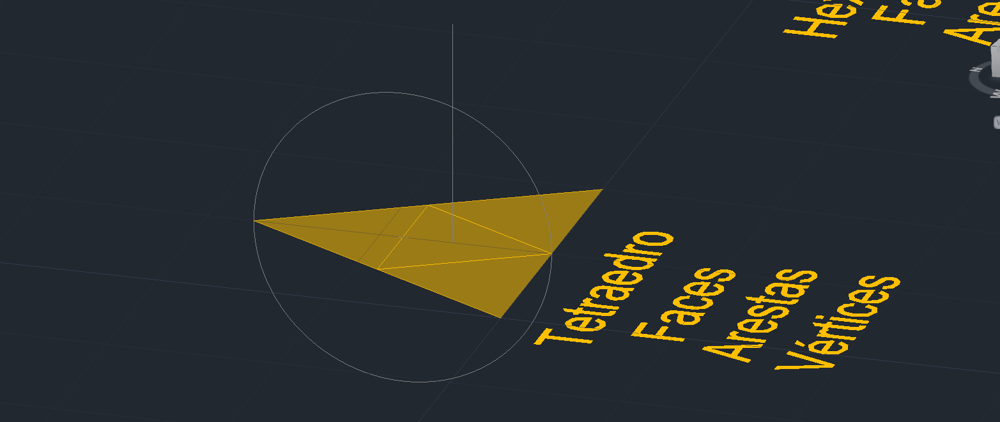 Tetraedro
Faces
Arestas
Vértices
N
W